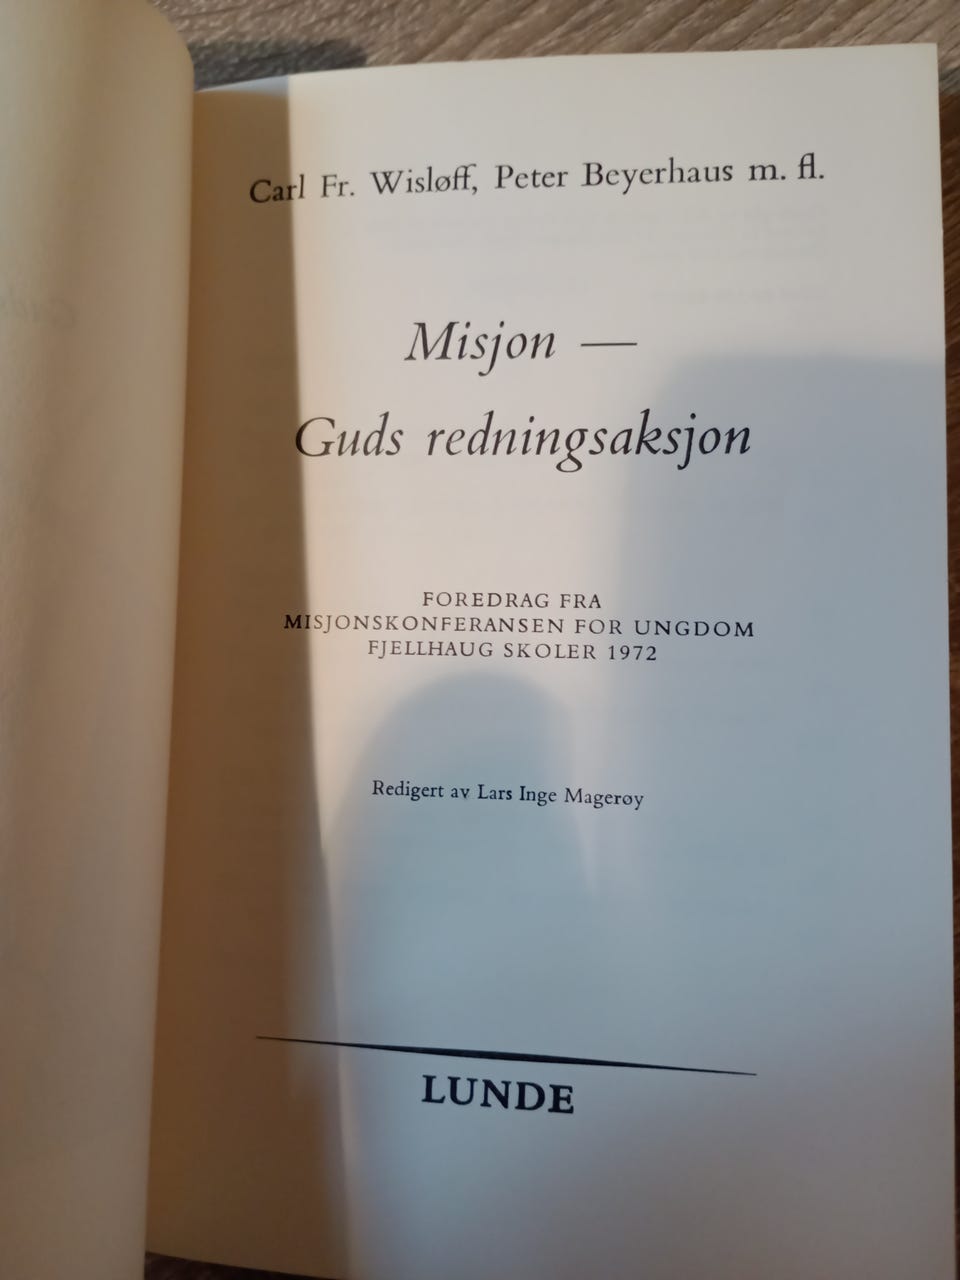 Carl Fr. Wisløff, Peter Beyerhaus m. fl.
Misjon —
Guds redningsaksjon
FOREDRAG FRA
MISJONSKONFERANSEN FOR UNGDOM
FJELLHAUG SKOLER 1972
Redigert av Lars Inge Magerøy
LUNDE